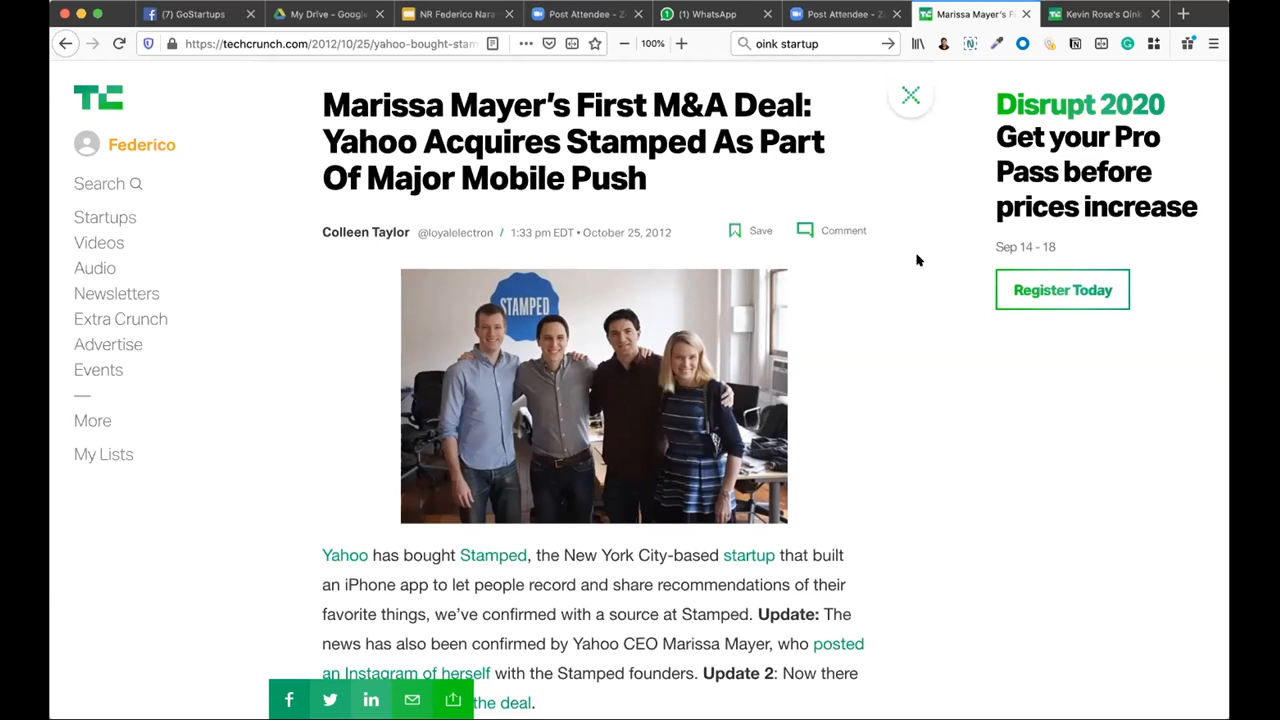 (7) GoStartups
My Drive - Google
NR Federico Nara
Post Attendee - Zo
(1) WhatsApp
Post Attendee - Zo
Marissa Mayer's F
Kevin Rose's Oink
https://techcrunch.com/2012/10/25/yahoo-bought-stam
100%
oink startup
TC
Federico
Search
Startups
Videos
Audio
Newsletters
Extra Crunch
Advertise
Events
—
More
My Lists
Marissa Mayer’s First M&A Deal:
Yahoo Acquires Stamped As Part
Of Major Mobile Push
Colleen Taylor @loyalelectron / 1:33 pm EDT • October 25, 2012
Save
Comment
STAMPED
Yahoo has bought Stamped, the New York City-based startup that built
an iPhone app to let people record and share recommendations of their
favorite things, we’ve confirmed with a source at Stamped. Update: The
news has also been confirmed by Yahoo CEO Marissa Mayer, who posted
an Instagram of herself with the Stamped founders. Update 2: Now there
the deal.
Disrupt 2020
Get your Pro
Pass before
prices increase
Sep 14 - 18
Register Today